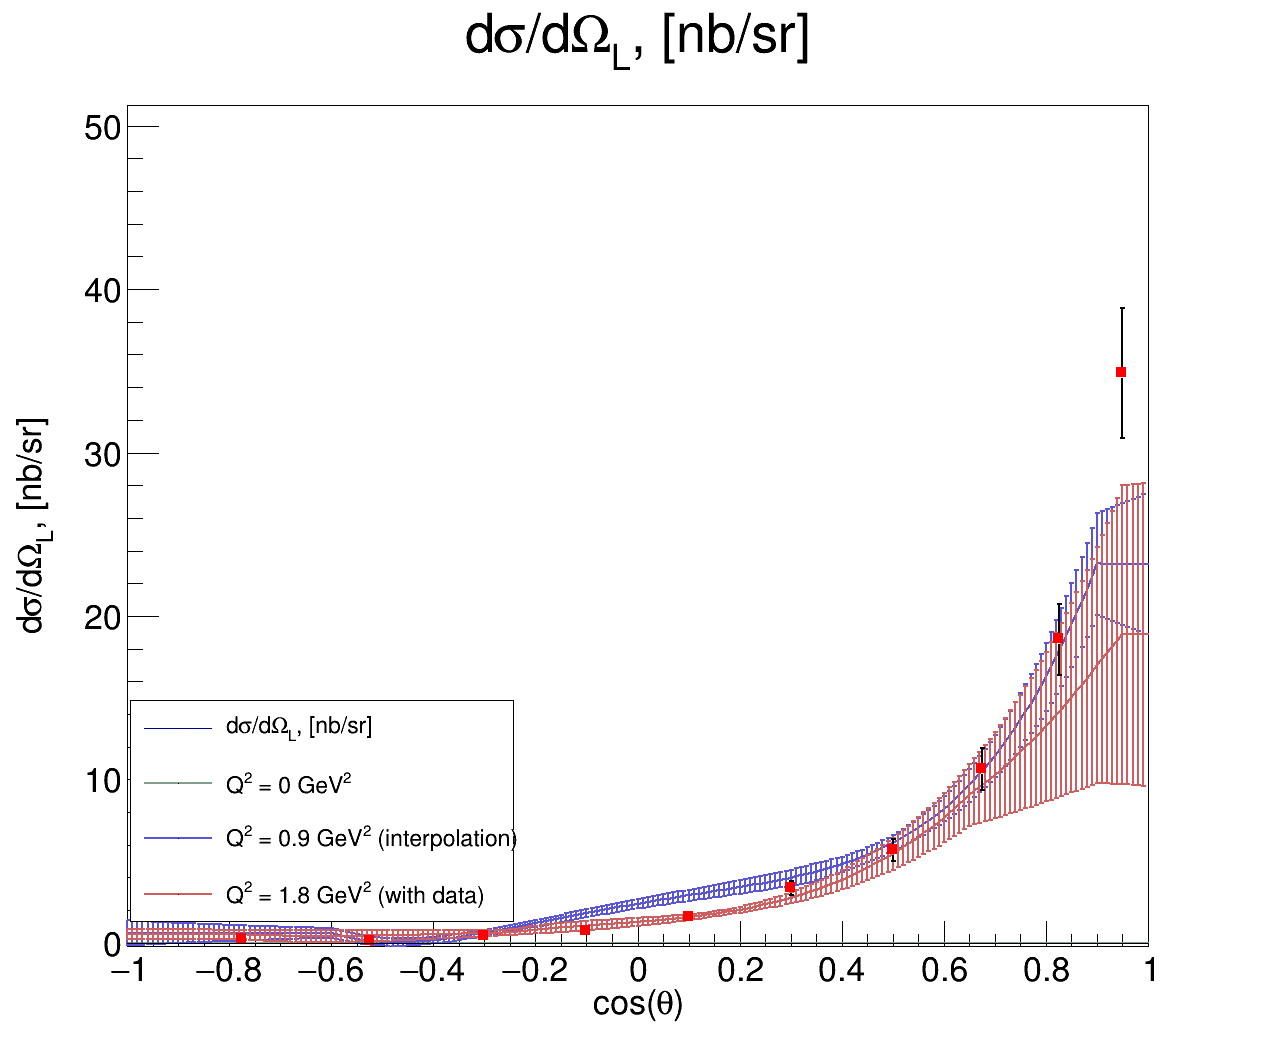 dσ/dΩL, [nb/sr]
50
40
30
20
10
0
dσ/dΩL, [nb/sr]
dσ/dΩL, [nb/sr]
Q2 = 0 GeV2
Q2 = 0.9 GeV2 (interpolation)
Q2 = 1.8 GeV2 (with data)
−1 −0.8 −0.6 −0.4 −0.2 0 0.2 0.4 0.6 0.8 1
cos(θ)